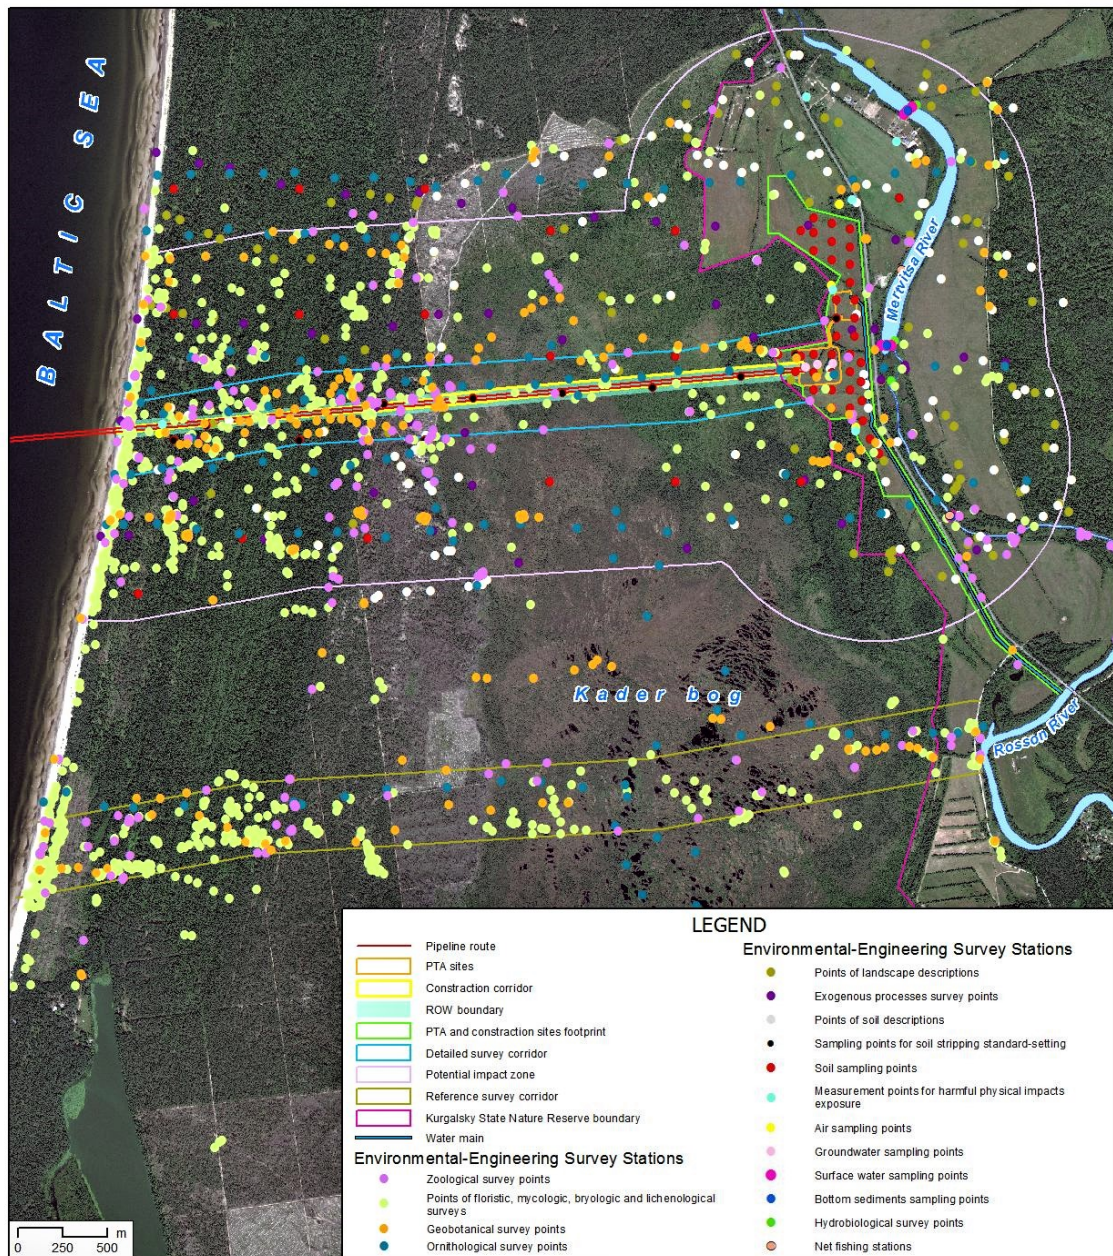 BALTIC SEA
Mertvitsa River
Kader bog
Rosson River
LEGEND
Pipeline route
PTA sites
Constraction corridor
ROW boundary
PTA and constraction sites footprint
Detailed survey corridor
Potential impact zone
Reference survey corridor
Kurgalsky State Nature Reserve boundary
Water main
Environmental-Engineering Survey Stations
Zoological survey points
Points of floristic, mycologic, bryologic and lichenological
surveys
Geobotanical survey points
Ornithological survey points
Environmental-Engineering Survey Stations
Points of landscape descriptions
Exogenous processes survey points
Points of soil descriptions
Sampling points for soil stripping standard-setting
Soil sampling points
Measurement points for harmful physical impacts
exposure
Air sampling points
Groundwater sampling points
Surface water sampling points
Bottom sediments sampling points
Hydrobiological survey points
Net fishing stations
m
0 250 500